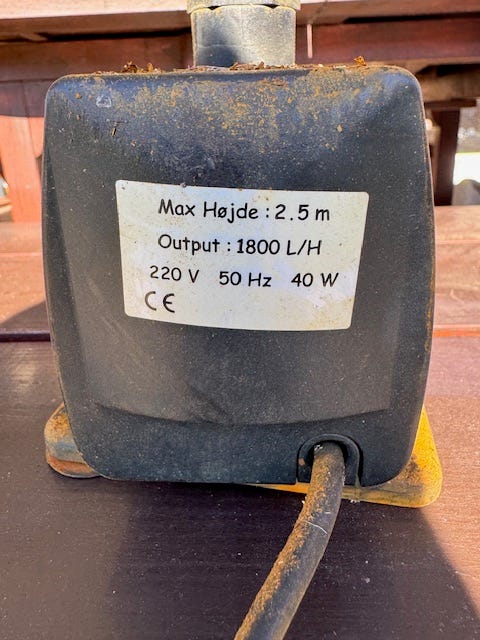 Max Højde : 2.5 m
Output : 1800 L/H
220 V 50 Hz 40 W
CE